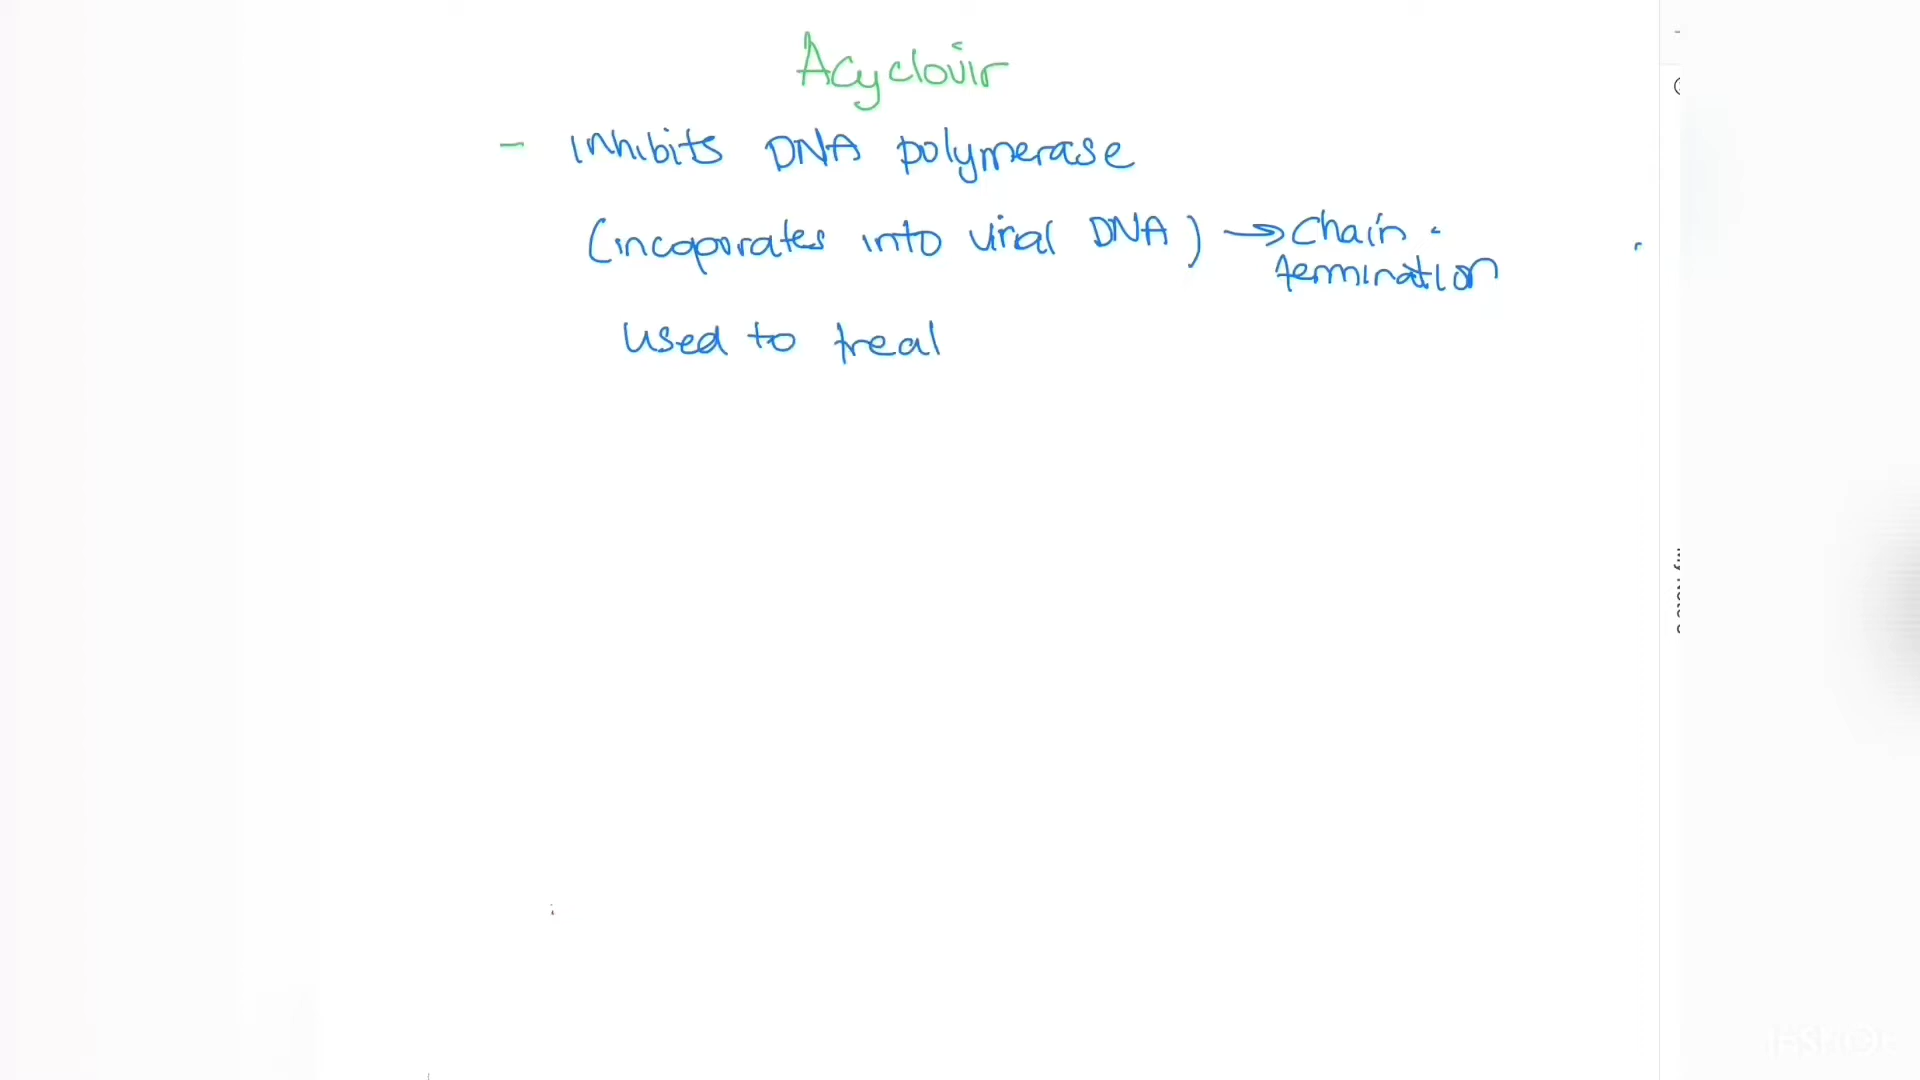 Acyclovir
- Inhibits DNA polymerase
(incoporates into viral DNA) → Chain
termination
used to treat